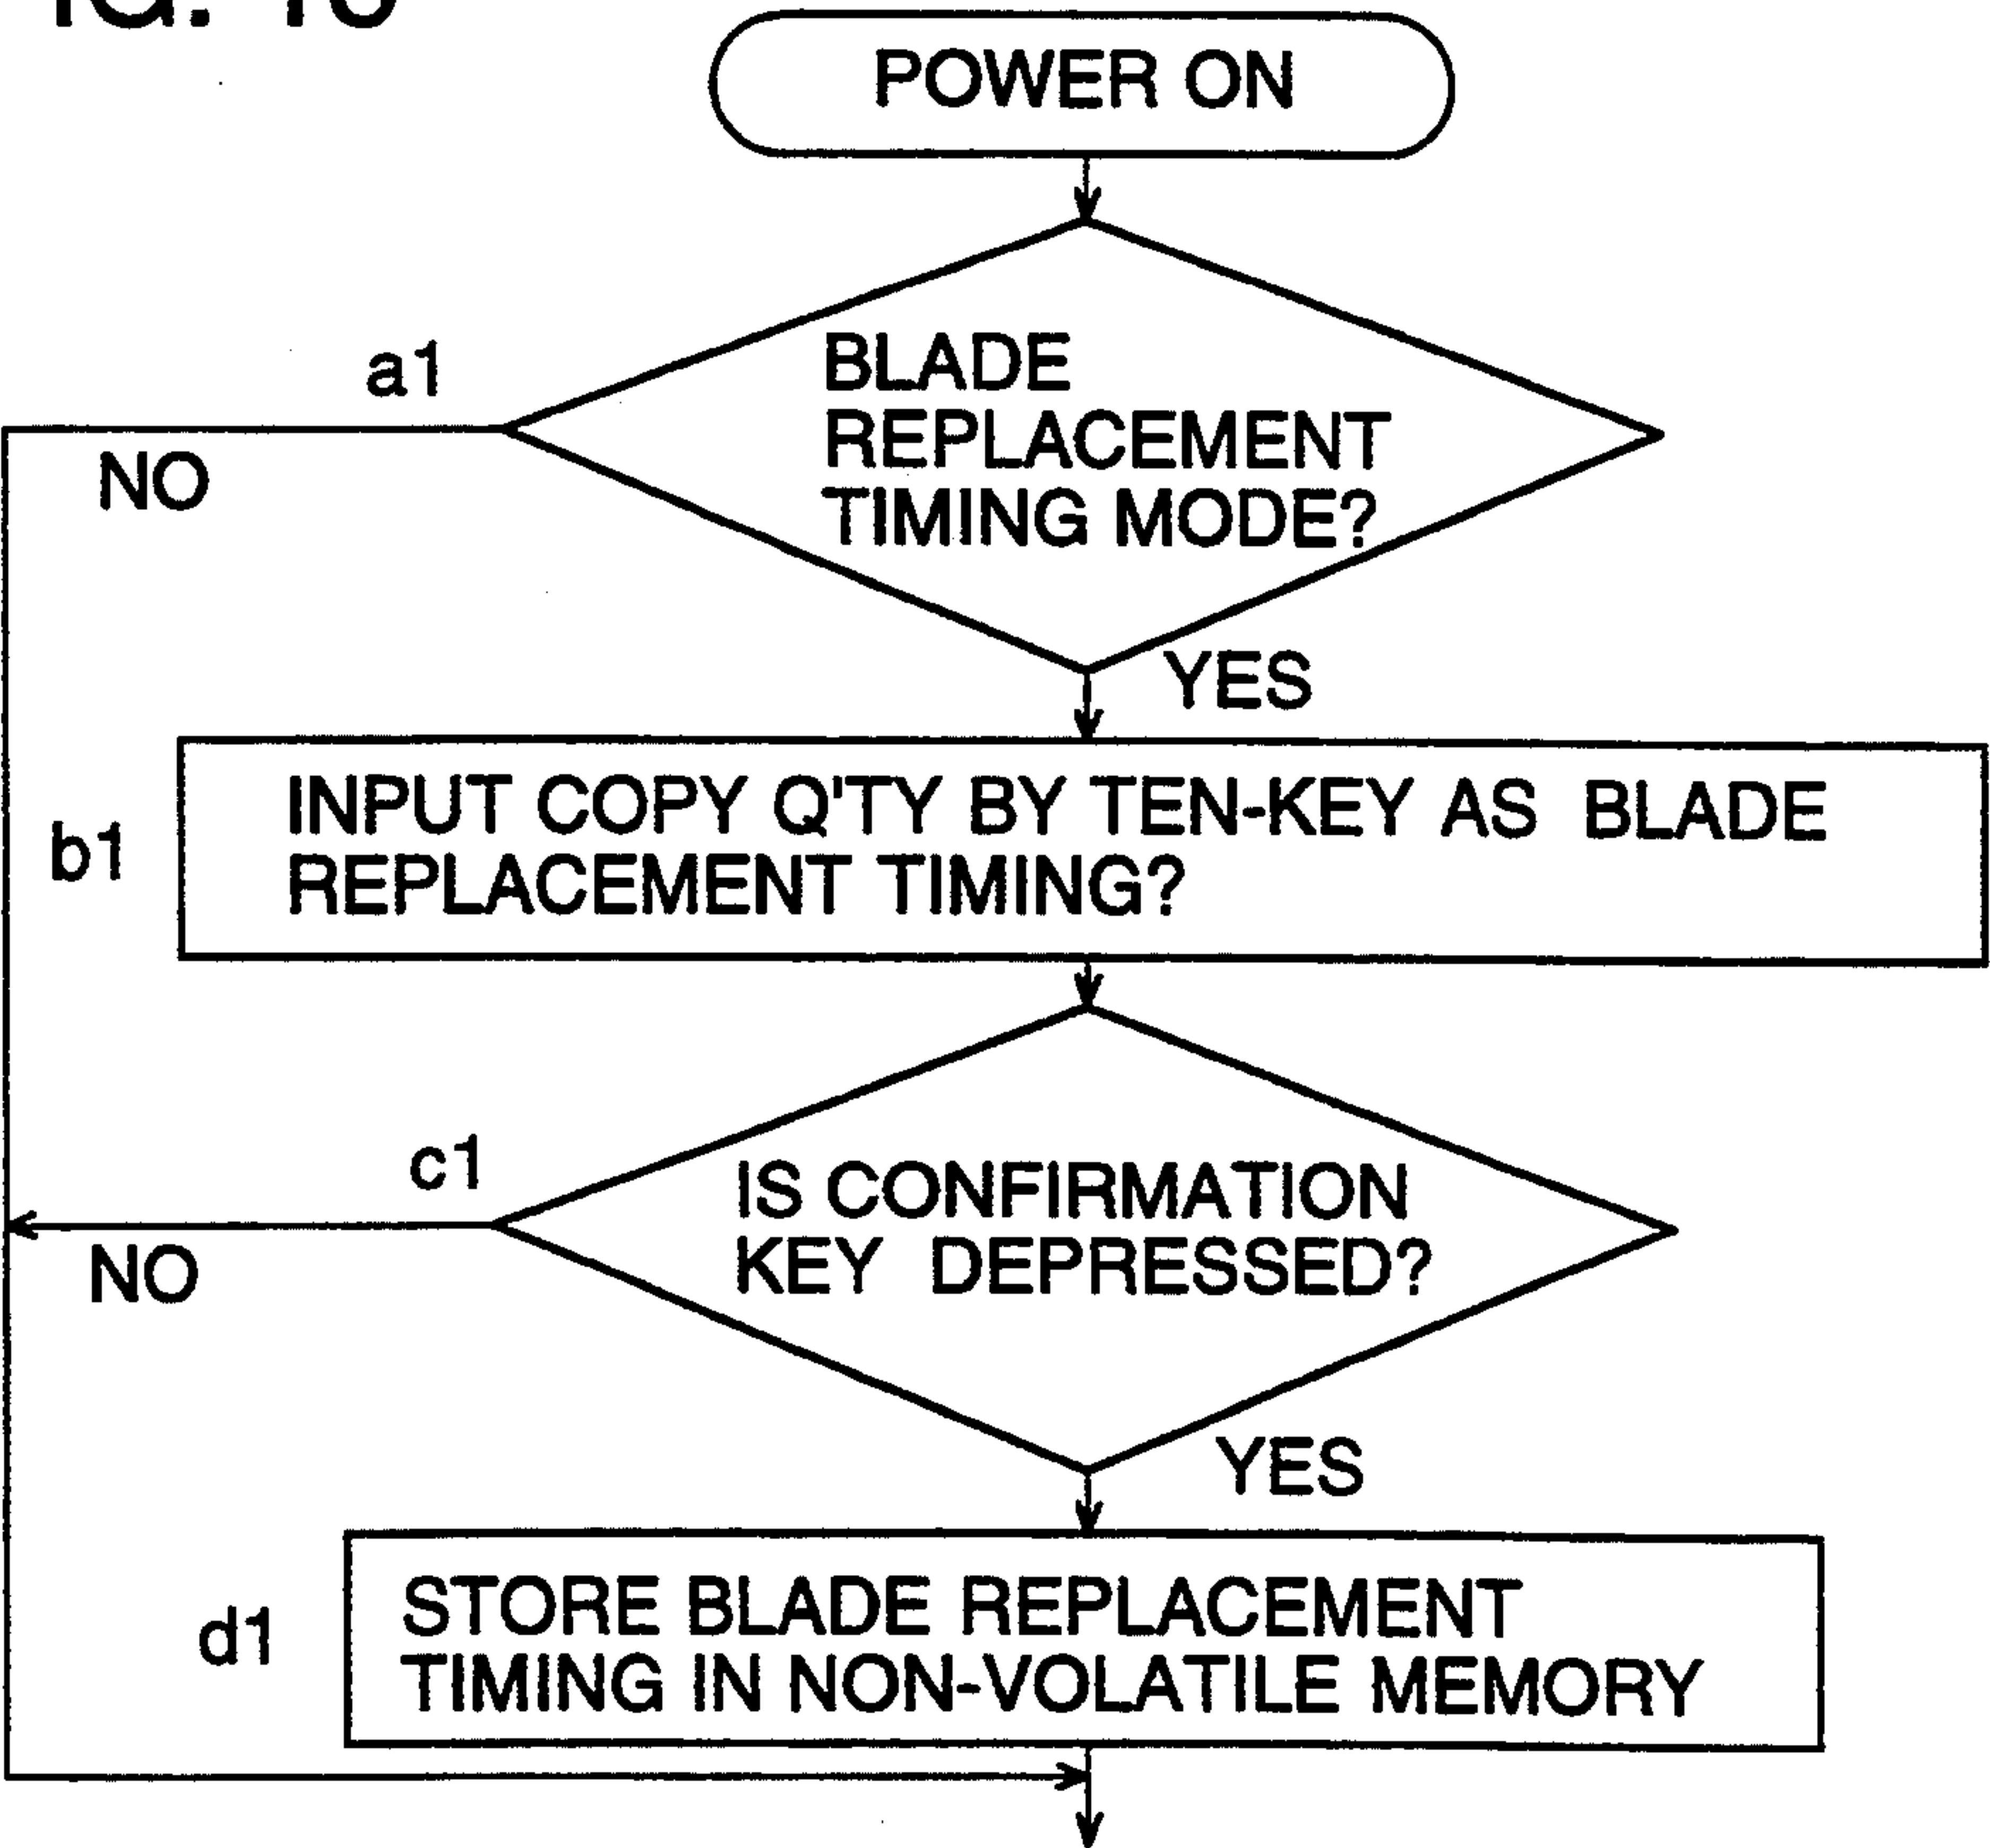 POWER ON
a1
BLADE
REPLACEMENT
TIMING MODE?
NO
YES
b1
INPUT COPY Q'TY BY TEN-KEY AS BLADE
REPLACEMENT TIMING?
c1
IS CONFIRMATION
KEY DEPRESSED?
NO
YES
d1
STORE BLADE REPLACEMENT
TIMING IN NON-VOLATILE MEMORY